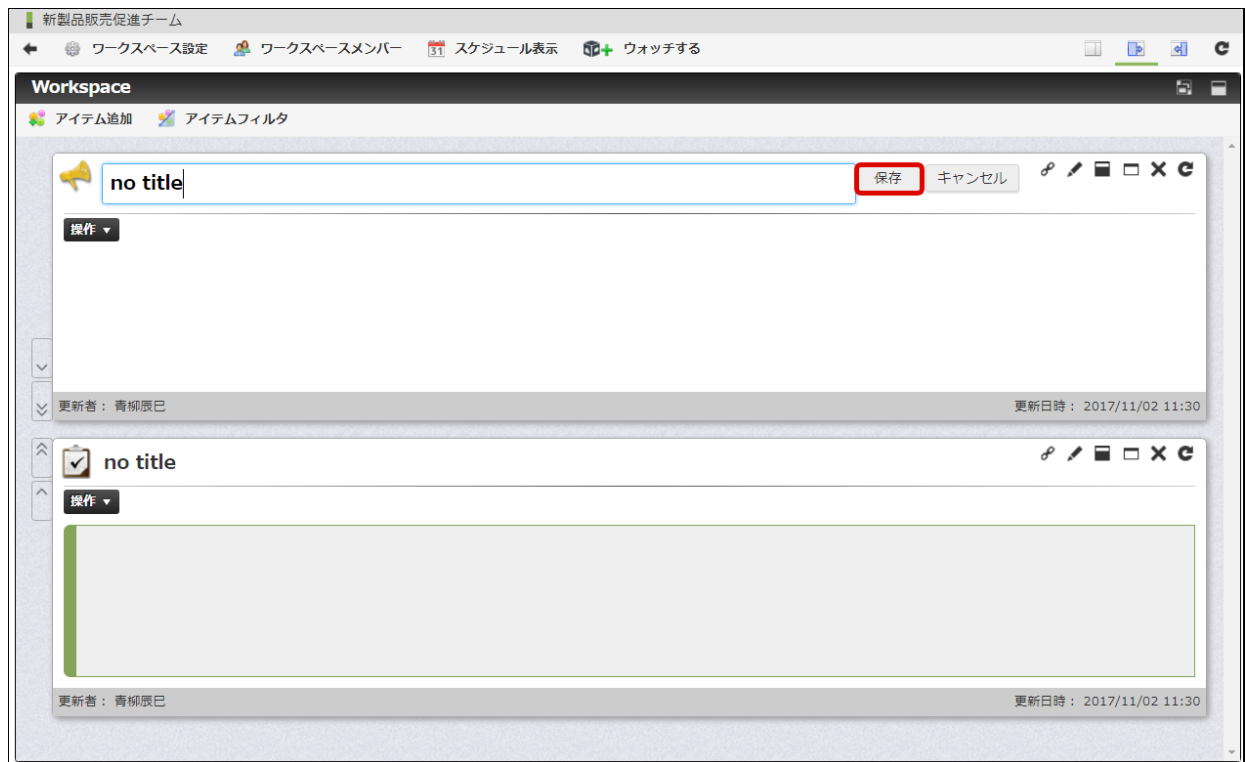 新製品販売促進チーム
ワークスペース設定 ワークスペースメンバー 31 スケジュール表示 ウォッチする
Workspace
アイテム追加 アイテムフィルタ
no title 保存 キャンセル
操作
更新者： 青柳辰巳 更新日時： 2017/11/02 11:30
no title
操作
更新者： 青柳辰巳 更新日時： 2017/11/02 11:30